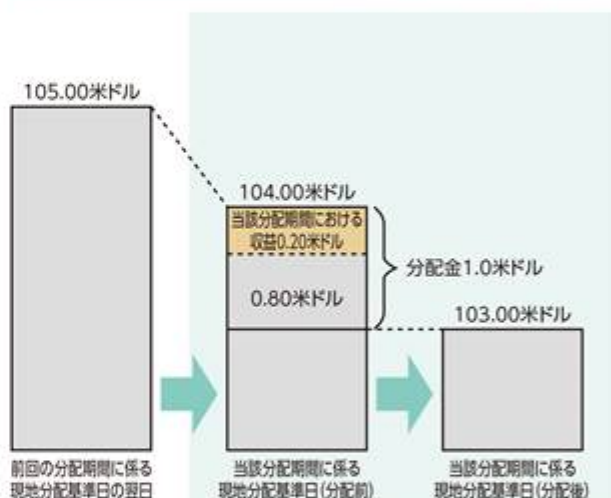 105.00米ドル
104.00米ドル
当該分配期間における
収益0.20米ドル
分配金1.0米ドル
0.80米ドル
103.00米ドル
前回の分配期間に係る
現地分配基準日の翌日
当該分配期間に係る
現地分配基準日(分配前)
当該分配期間に係る
現地分配基準日(分配後)